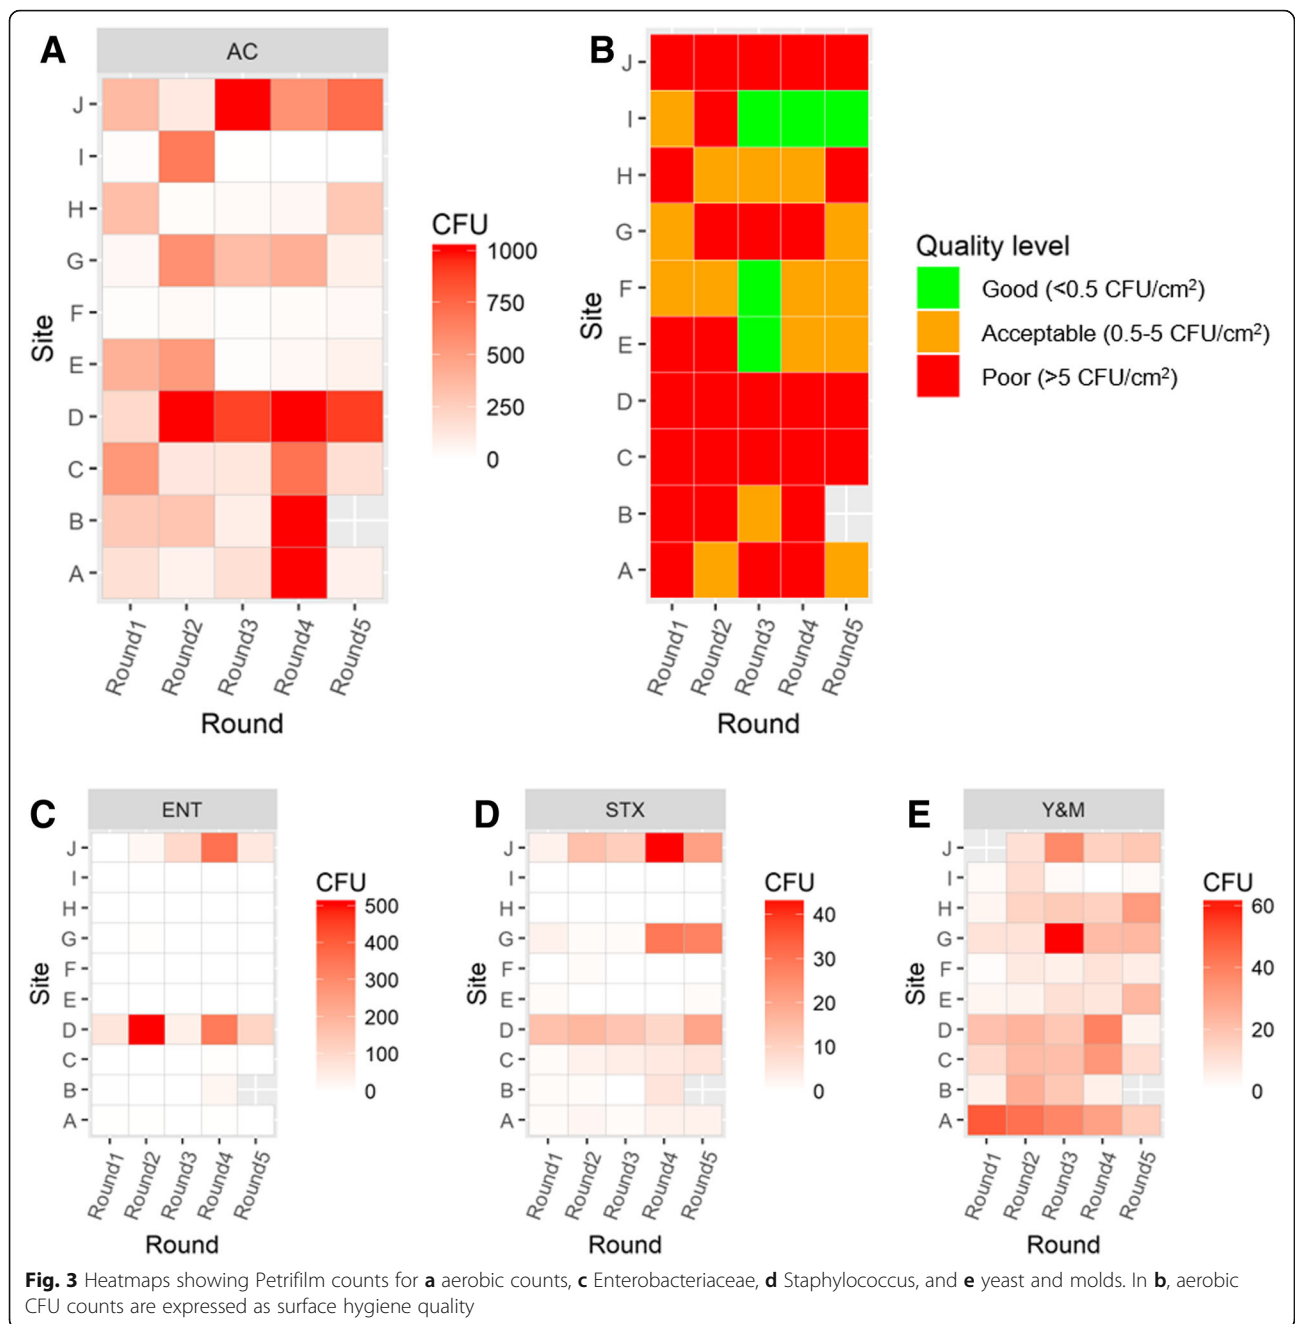 A
AC
J
I
H
G
F
E
D
C
B
A
Site
Round1
Round2
Round3
Round4
Round5
Round
CFU
1000
750
500
250
0
B
J
I
H
G
F
E
D
C
B
A
Site
Round1
Round2
Round3
Round4
Round5
Round
Quality level
Good (<0.5 CFU/cm²)
Acceptable (0.5-5 CFU/cm²)
Poor (>5 CFU/cm²)
C
ENT
J
I
H
G
F
E
D
C
B
A
Site
Round1
Round2
Round3
Round4
Round5
Round
CFU
500
400
300
200
100
0
D
STX
J
I
H
G
F
E
D
C
B
A
Site
Round1
Round2
Round3
Round4
Round5
Round
CFU
40
30
20
10
0
E
Y&M
J
I
H
G
F
E
D
C
B
A
Site
Round1
Round2
Round3
Round4
Round5
Round
CFU
60
40
20
0
Fig. 3 Heatmaps showing Petrifilm counts for a aerobic counts, c Enterobacteriaceae, d Staphylococcus, and e yeast and molds. In b, aerobic
CFU counts are expressed as surface hygiene quality